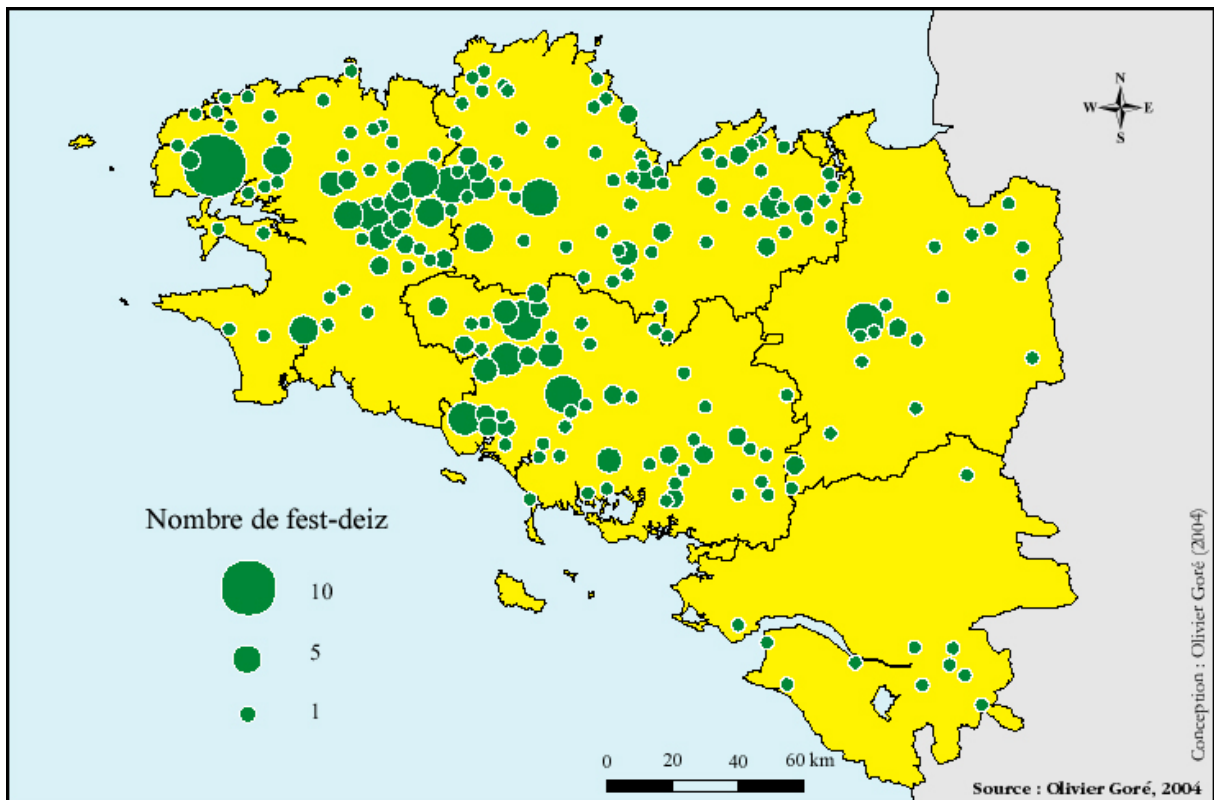 N
W E
S
Nombre de fest-deiz
10
5
1
0 20 40 60 km
Source : Olivier Goré, 2004
Conception : Olivier Goré (2004)